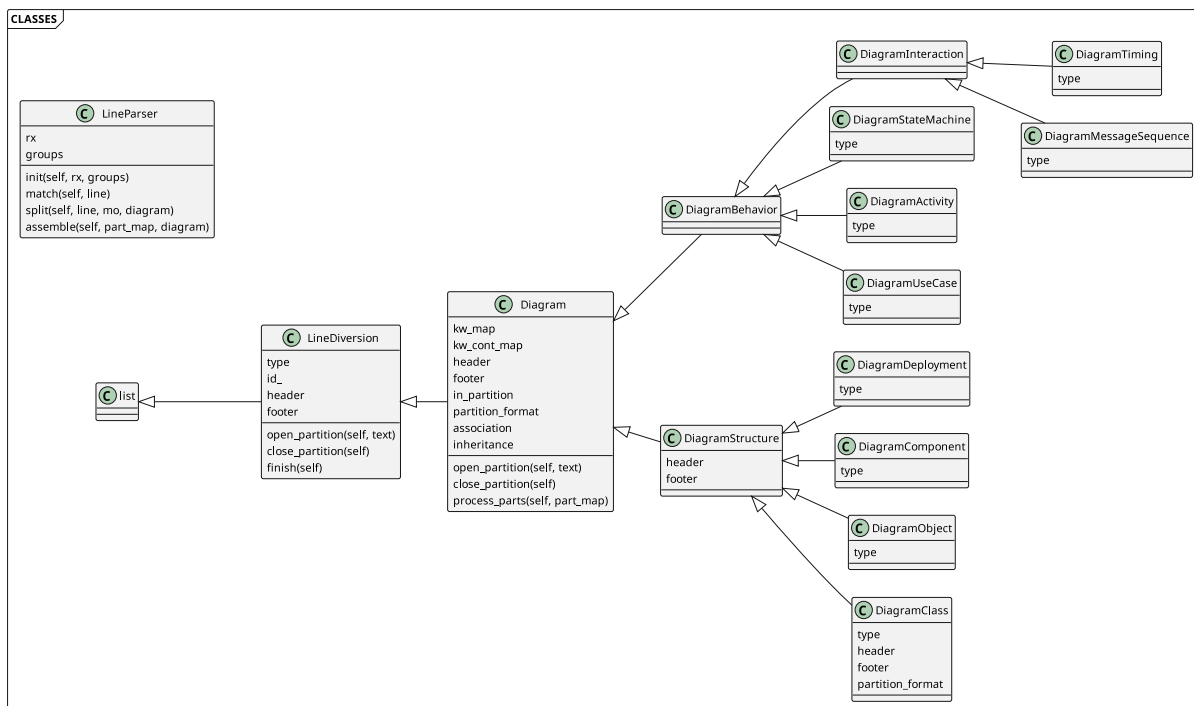 CLASSES
C LineParser
rx
groups
init(self, rx, groups)
match(self, line)
split(self, line, mo, diagram)
assemble(self, part_map, diagram)
C list
C LineDiversion
type
id_
header
footer
open_partition(self, text)
close_partition(self)
finish(self)
C Diagram
kw_map
kw_cont_map
header
footer
in_partition
partition_format
association
inheritance
open_partition(self, text)
close_partition(self)
process_parts(self, part_map)
C DiagramBehavior
C DiagramStructure
header
footer
C DiagramInteraction
C DiagramStateMachine
type
C DiagramActivity
type
C DiagramUseCase
type
C DiagramDeployment
type
C DiagramComponent
type
C DiagramObject
type
C DiagramClass
type
header
footer
partition_format
C DiagramTiming
type
C DiagramMessageSequence
type